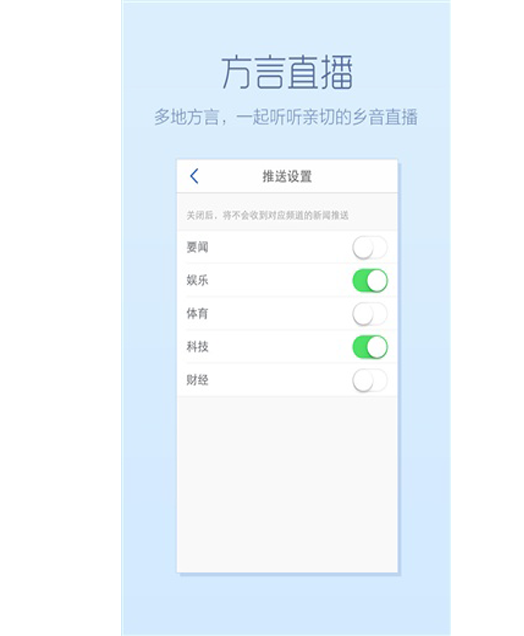 方言直播
多地方言，一起听听亲切的乡音直播
推送设置
关闭后，将不会收到对应频道的新闻推送
要闻
娱乐
体育
科技
财经